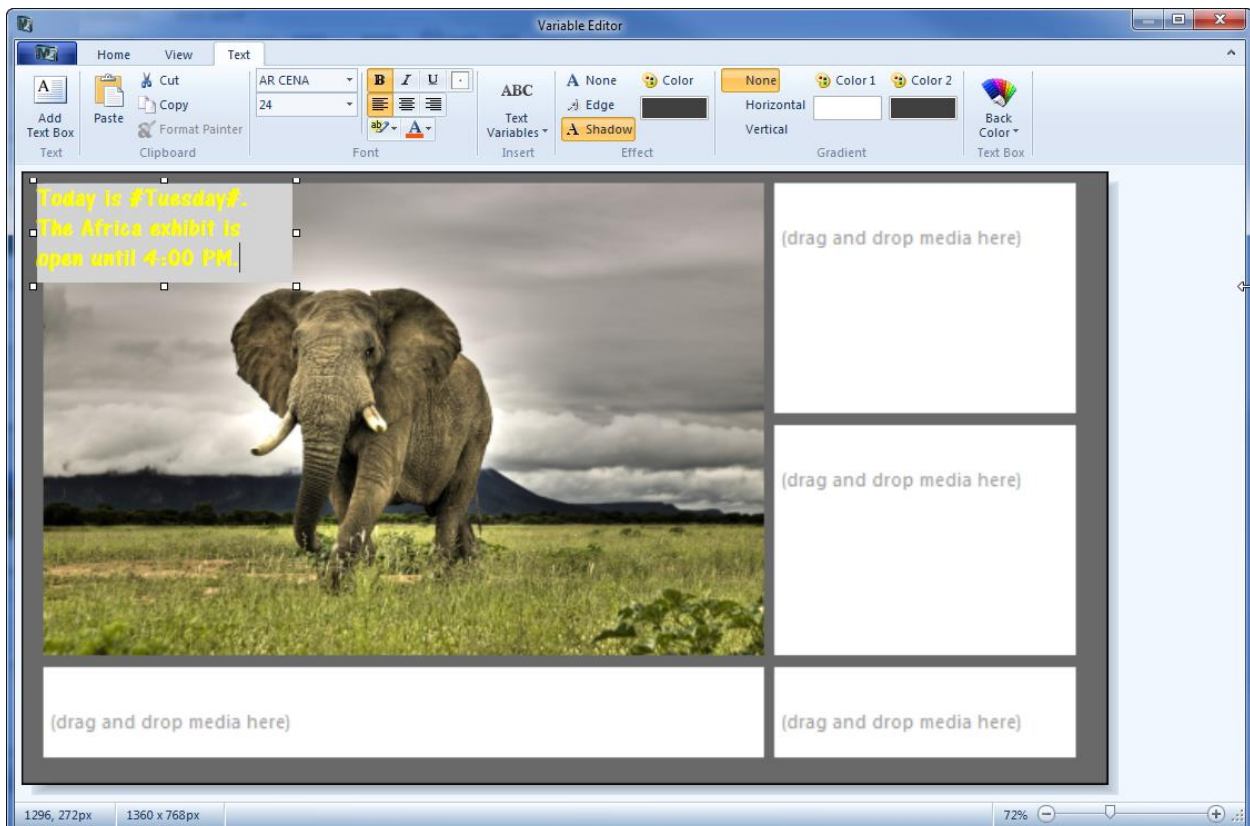 Variable Editor
Home View Text
Add
Text Box
Text
Paste
Cut
Copy
Format Painter
Clipboard
AR CENA
24
B I U
ab A
Font
ABC
Text
Variables
Insert
A None
A Edge
A Shadow
Color
Effect
None
Horizontal
Vertical
Color 1
Color 2
Gradient
Back
Color
Text Box
Today is #Tuesday#.
The Africa exhibit is
open until 4:00 PM.
(drag and drop media here)
(drag and drop media here)
(drag and drop media here)
(drag and drop media here)
1296, 272px 1360 x 768px 72%